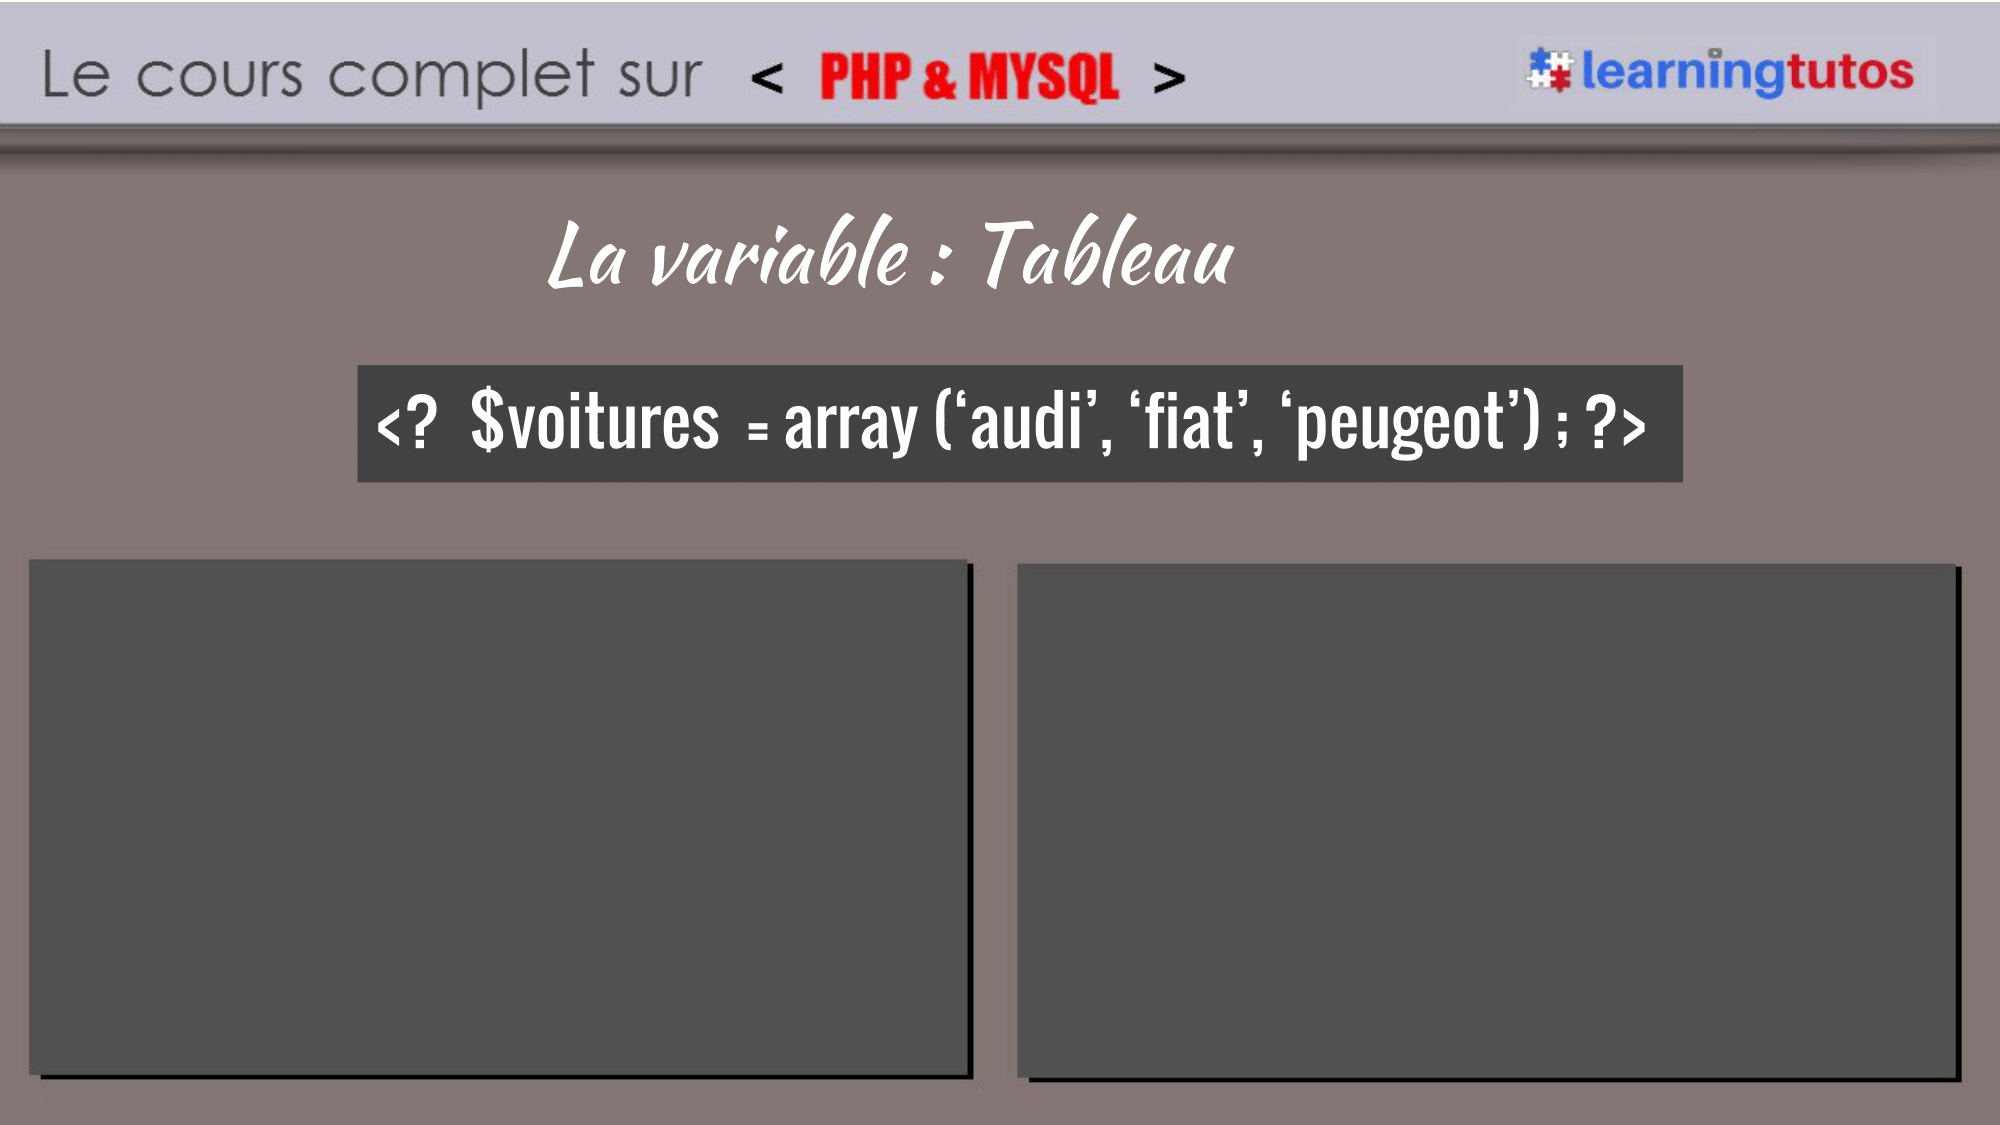 Le cours complet sur < PHP & MYSQL >
learningtutos
La variable : Tableau
<? $voitures = array (‘audi’, ‘fiat’, ‘peugeot’) ; ?>